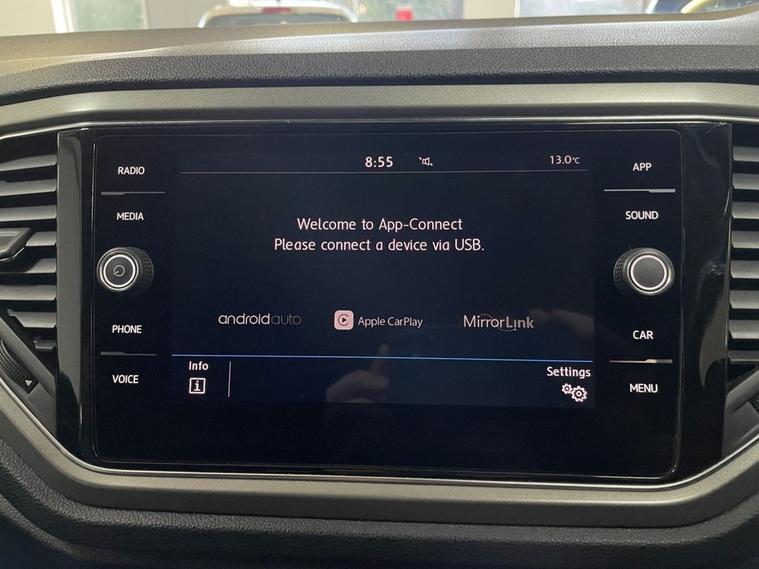 RADIO
MEDIA
PHONE
VOICE
8:55
13.0°C
Welcome to App-Connect
Please connect a device via USB.
androidauto
Apple CarPlay
MirrorLink
Info
Settings
APP
SOUND
CAR
MENU